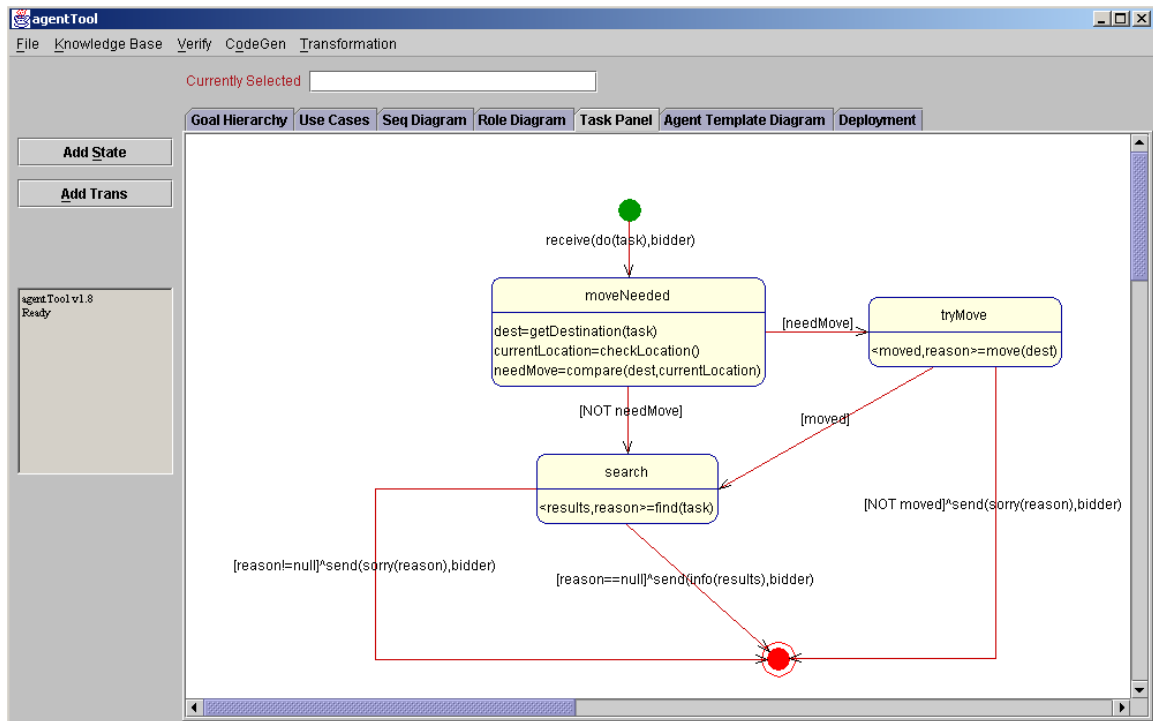 agentTool
File Knowledge Base Verify CodeGen Transformation
Currently Selected
Goal Hierarchy Use Cases Seq Diagram Role Diagram Task Panel Agent Template Diagram Deployment
Add State
Add Trans
agentTool v1.8
Ready
receive(do(task),bidder)
moveNeeded
dest=getDestination(task)
currentLocation=checkLocation()
needMove=compare(dest,currentLocation)
[needMove]
tryMove
<moved,reason>=move(dest)
[NOT needMove]
[moved]
search
<results,reason>=find(task)
[NOT moved]^send(sorry(reason),bidder)
[reason!=null]^send(sorry(reason),bidder)
[reason==null]^send(info(results),bidder)